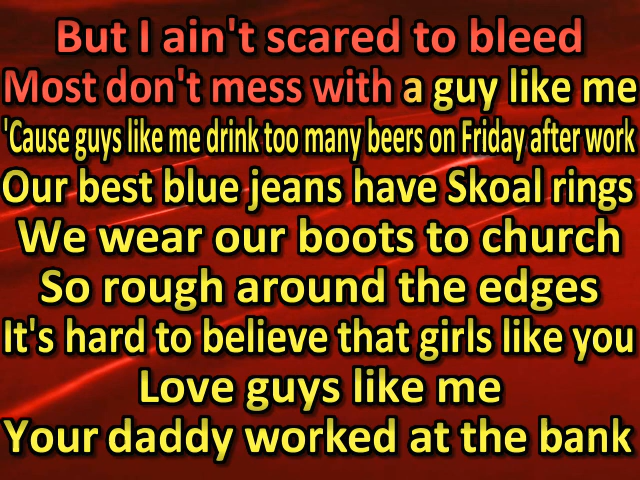 But I ain't scared to bleed
Most don't mess with a guy like me
'Cause guys like me drink too many beers on Friday after work
Our best blue jeans have Skoal rings
We wear our boots to church
So rough around the edges
It's hard to believe that girls like you
Love guys like me
Your daddy worked at the bank